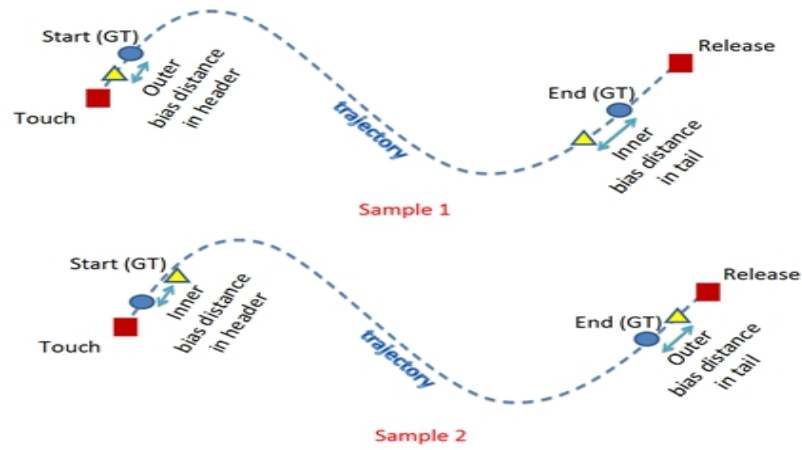 Start (GT)
Touch
Outer
bias distance
in header
trajectory
Release
End (GT)
Inner
bias distance
in tail
Sample 1
Start (GT)
Touch
Inner
bias distance
in header
trajectory
Release
End (GT)
Outer
bias distance
in tail
Sample 2